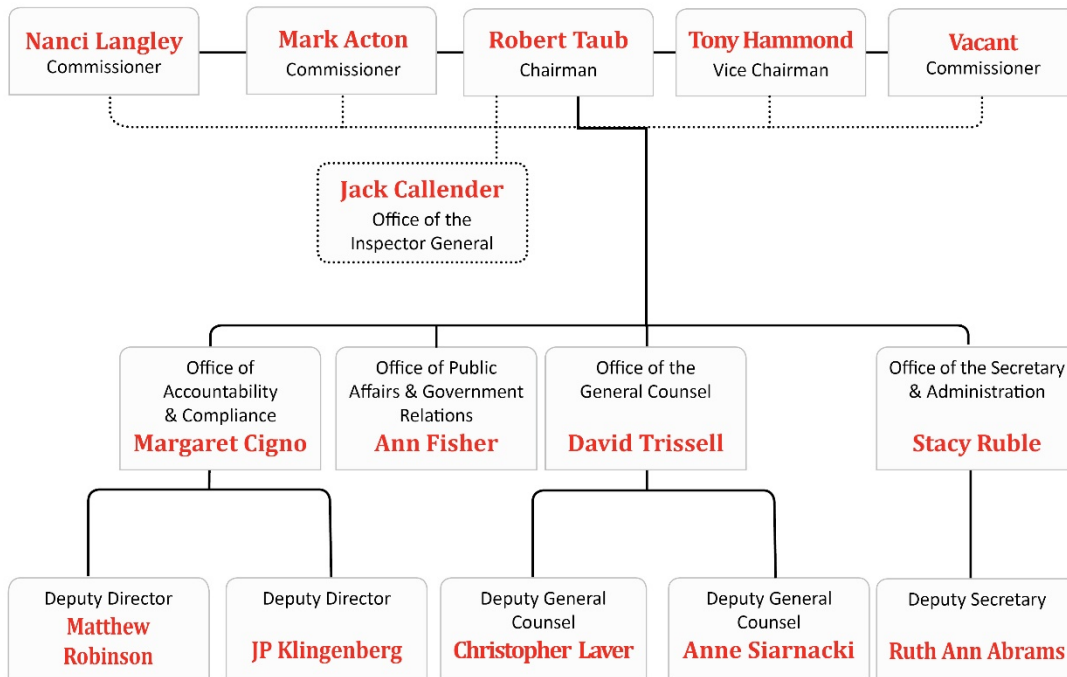 Nanci Langley
Commissioner
Mark Acton
Commissioner
Robert Taub
Chairman
Tony Hammond
Vice Chairman
Vacant
Commissioner
Jack Callender
Office of the
Inspector General
Office of
Accountability
& Compliance
Margaret Cigno
Office of Public
Affairs & Government
Relations
Ann Fisher
Office of the
General Counsel
David Trissell
Office of the Secretary
& Administration
Stacy Ruble
Deputy Director
Matthew
Robinson
Deputy Director
JP Klingenberg
Deputy General
Counsel
Christopher Laver
Deputy General
Counsel
Anne Siarnacki
Deputy Secretary
Ruth Ann Abrams